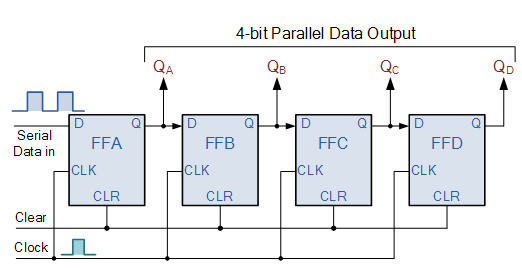 4-bit Parallel Data Output
QA QB QC QD
D Q D Q D Q D Q
Serial
Data in
FFA FFB FFC FFD
CLK CLK CLK CLK
CLR CLR CLR CLR
Clear
Clock